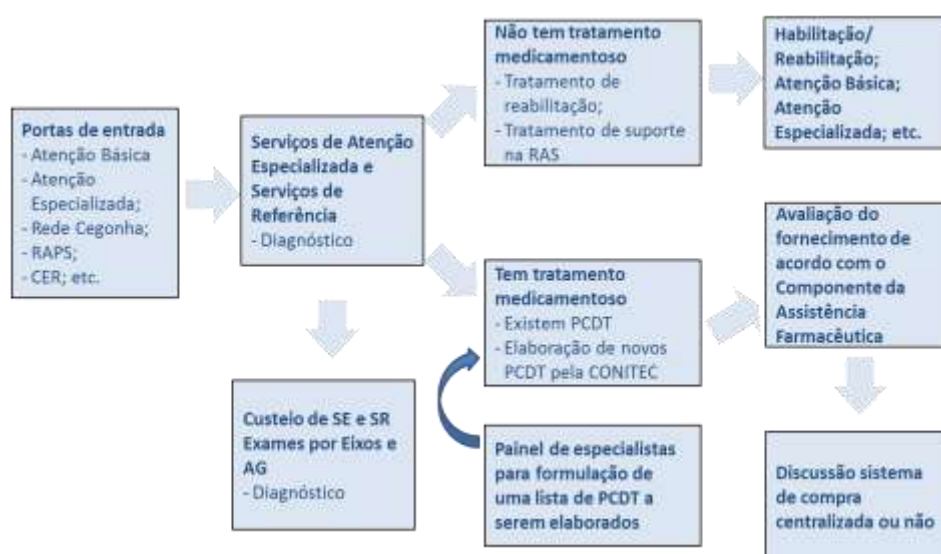 Portas de entrada
- Atenção Básica
- Atenção
Especializada;
- Rede Cegonha;
- RAPS;
- CER; etc.
Serviços de Atenção
Especializada e
Serviços de
Referência
- Diagnóstico
Não tem tratamento
medicamentoso
- Tratamento de
reabilitação;
- Tratamento de suporte
na RAS
Habilitação/
Reabilitação;
Atenção Básica;
Atenção
Especializada; etc.
Tem tratamento
medicamentoso
- Existem PCDT
- Elaboração de novos
PCDT pela CONITEC
Avaliação do
fornecimento de
acordo com o
Componente da
Assistência
Farmacêutica
Custeio de SE e SR
Exames por Eixos e
AG
- Diagnóstico
Painel de especialistas
para formulação de
uma lista de PCDT a
serem elaborados
Discussão sistema
de compra
centralizada ou não